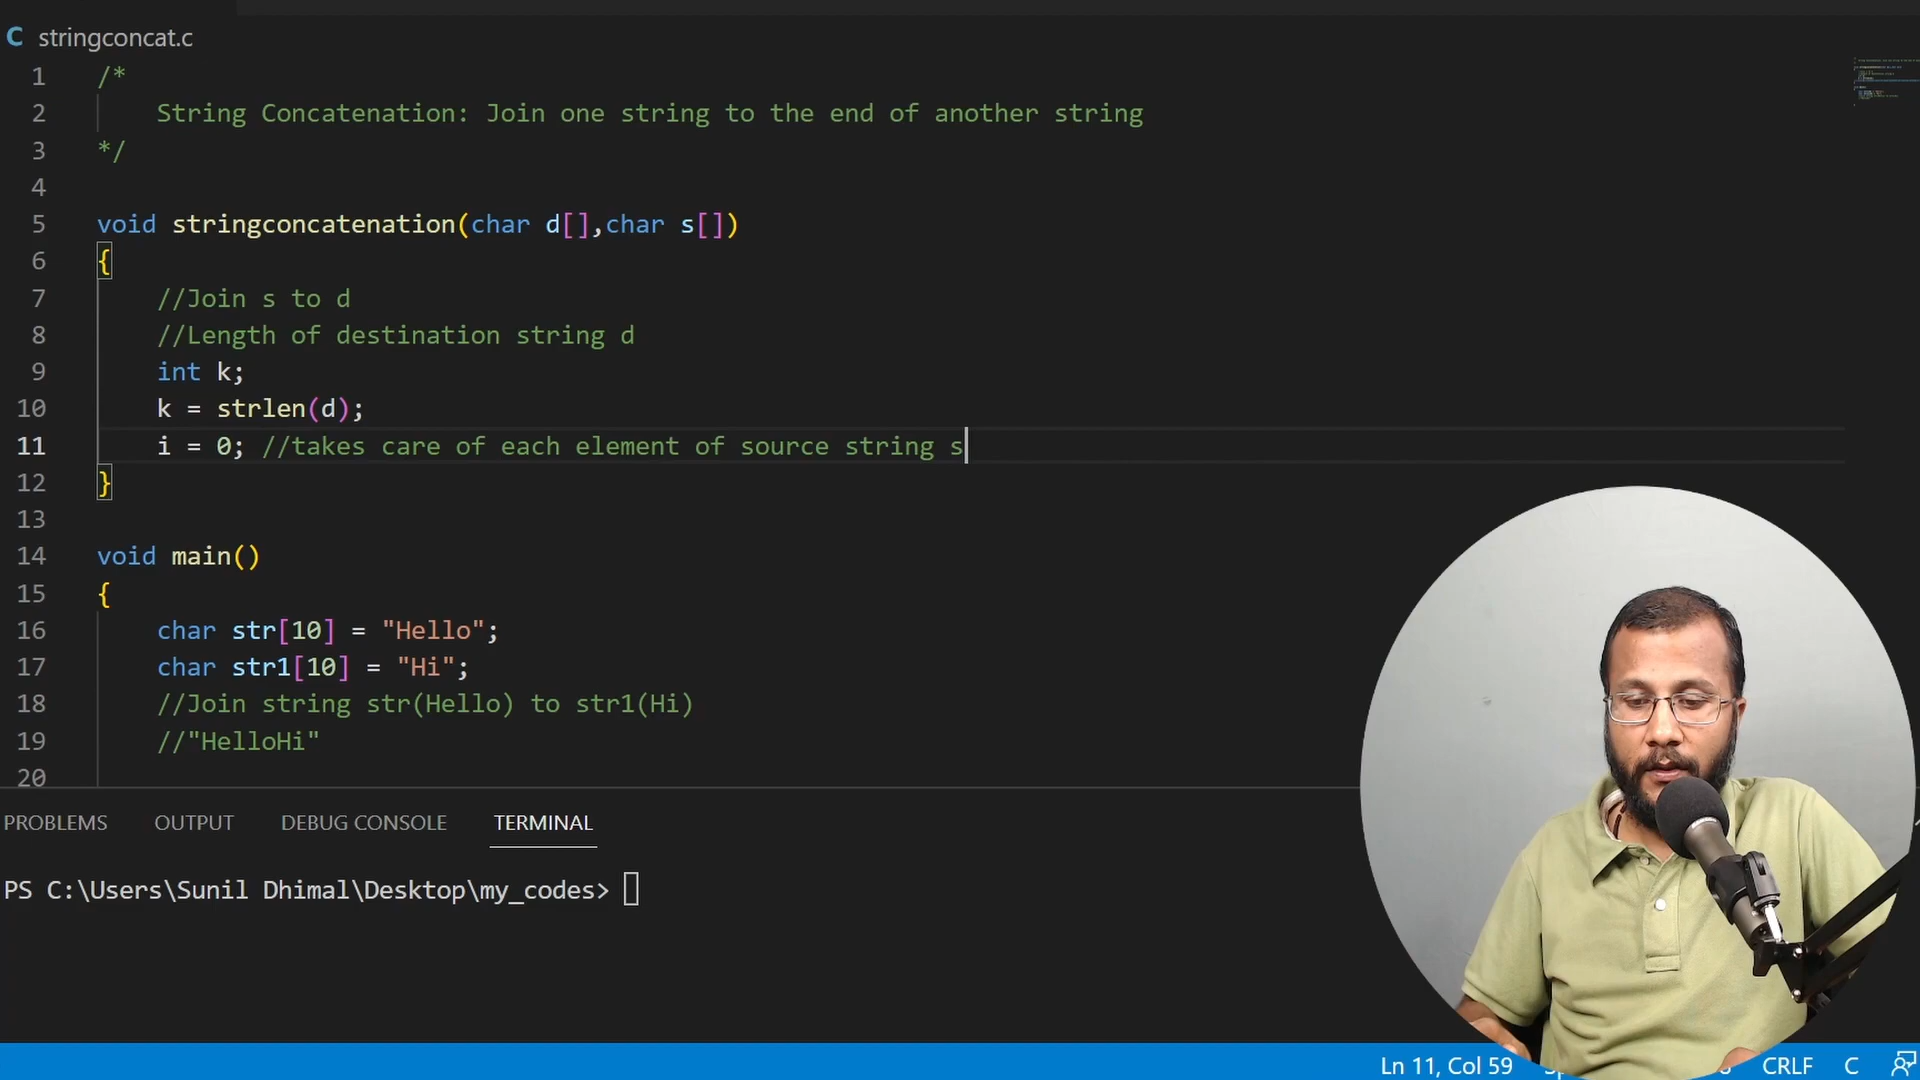 C stringconcat.c
1 /*
2 String Concatenation: Join one string to the end of another string
3 */
4
5 void stringconcatenation(char d[],char s[])
6 {
7 //Join s to d
8 //Length of destination string d
9 int k;
10 k = strlen(d);
11 i = 0; //takes care of each element of source string s
12 }
13
14 void main()
15 {
16 char str[10] = "Hello";
17 char str1[10] = "Hi";
18 //Join string str(Hello) to str1(Hi)
19 //"HelloHi"
20
PROBLEMS OUTPUT DEBUG CONSOLE TERMINAL
PS C:\Users\Sunil Dhimal\Desktop\my_codes>
Ln 11, Col 59 CRLF C